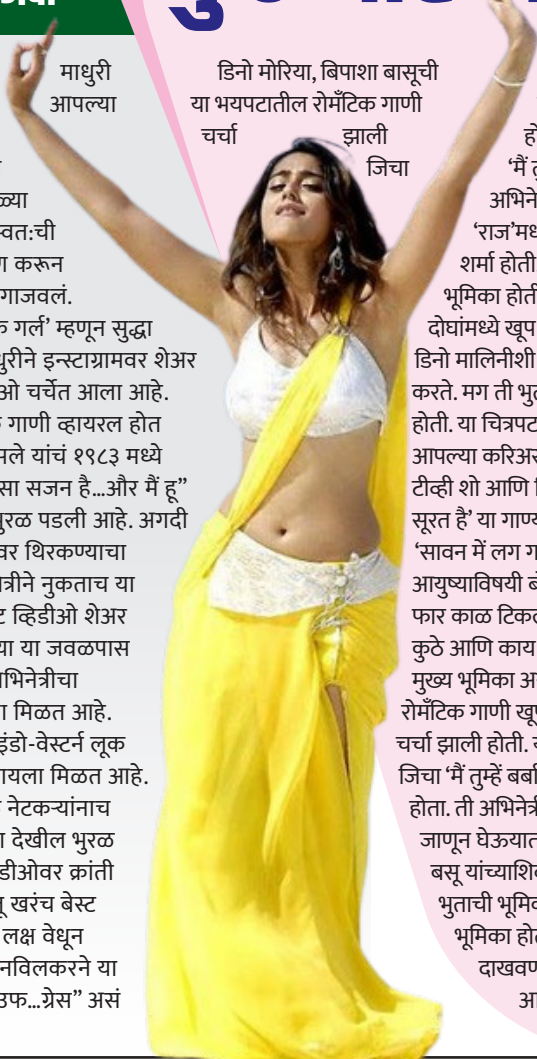 माधुरी
आपल्या
ळ्या
स्वत:ची
करून
गाजवलं.
गर्ल’ म्हणून सुद्धा
धुरीने इन्स्टाग्रामवर शेअर
ओ चर्चेत आला आहे.
गाणी व्हायरल होत
मले यांचं १९८३ मध्ये
सा सजन है...और मैं हू”
भुरळ पडली आहे. अगदी
वर थिरकण्याचा
नेत्रीने नुकताच या
व्हिडीओ शेअर
या या जवळपास
भिनेत्रीचा
मिळत आहे.
इंडो-वेस्टर्न लूक
ायला मिळत आहे.
नेटकऱ्यांनाच
देखील भुरळ
डीओवर क्रांती
खरंच बेस्ट
लक्ष वेधून
नविलकरने या
उफ...ग्रेस” असं
डिनो मोरिया, बिपाशा बासूची
या भयपटातील रोमँटिक गाणी
चर्चा झाली
जिचा
हो
‘मैं तु
अभिने
‘राज’मध
शर्मा होती.
भूमिका होती
दोघांमध्ये खूप
डिनो मालिनीशी
करते. मग ती भु
होती. या चित्रपट
आपल्या करिअर
टीव्ही शो आणि
सूरत है’ या गाण्य
‘सावन में लग ग
आयुष्याविषयी ब
फार काळ टिकल
कुठे आणि काय
मुख्य भूमिका अ
रोमँटिक गाणी खू
चर्चा झाली होती.
जिचा ‘मैं तुम्हें बर्बा
होता. ती अभिनेत्री
जाणून घेऊयात
बसू यांच्याशि
भुताची भूमि
भूमिका हो
दाखवण
आ